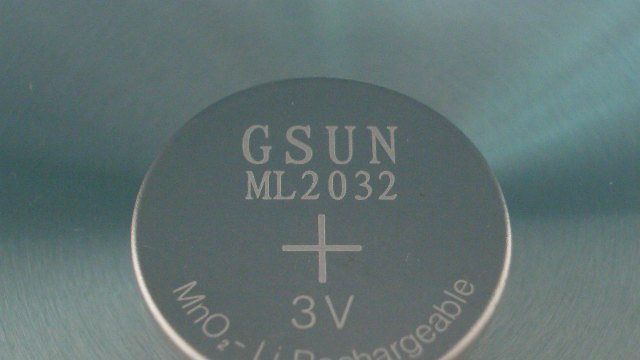 GSUN
ML2032
+
3V
MnO₂-Li Rechargeable